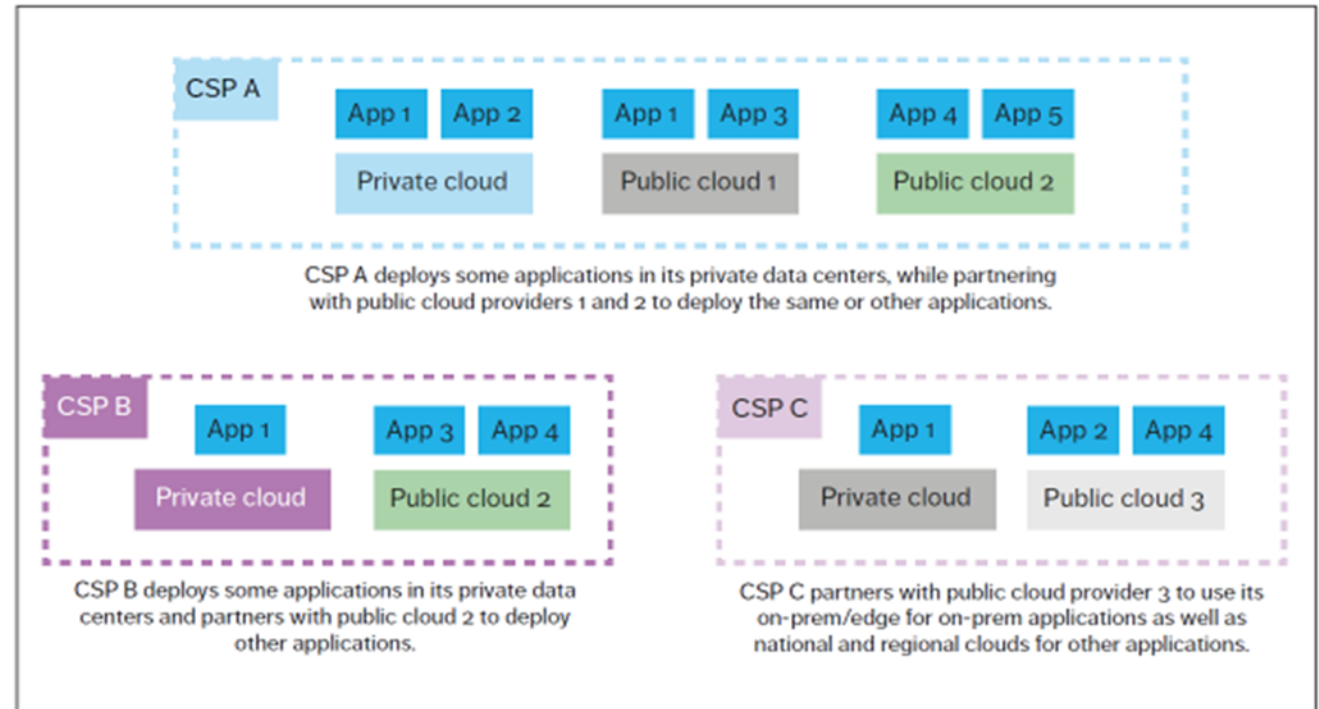 CSP A
App 1 App 2 App 1 App 3 App 4 App 5
Private cloud Public cloud 1 Public cloud 2
CSP A deploys some applications in its private data centers, while partnering
with public cloud providers 1 and 2 to deploy the same or other applications.
CSP B
App 1 App 3 App 4
Private cloud Public cloud 2
CSP B deploys some applications in its private data
centers and partners with public cloud 2 to deploy
other applications.
CSP C
App 1 App 2 App 4
Private cloud Public cloud 3
CSP C partners with public cloud provider 3 to use its
on-prem/edge for on-prem applications as well as
national and regional clouds for other applications.